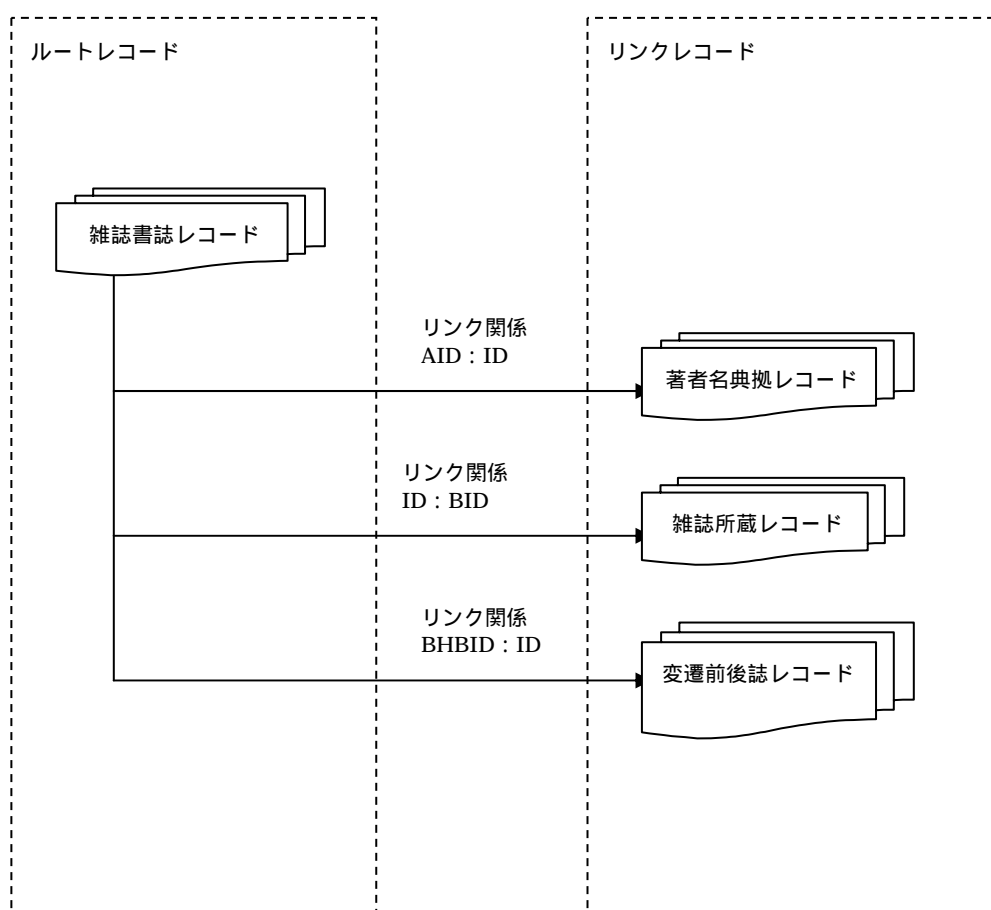 ルートレコード
リンクレコード
雑誌書誌レコード
リンク関係
AID：ID
著者名典拠レコード
リンク関係
ID：BID
雑誌所蔵レコード
リンク関係
BHBID：ID
変遷前後誌レコード